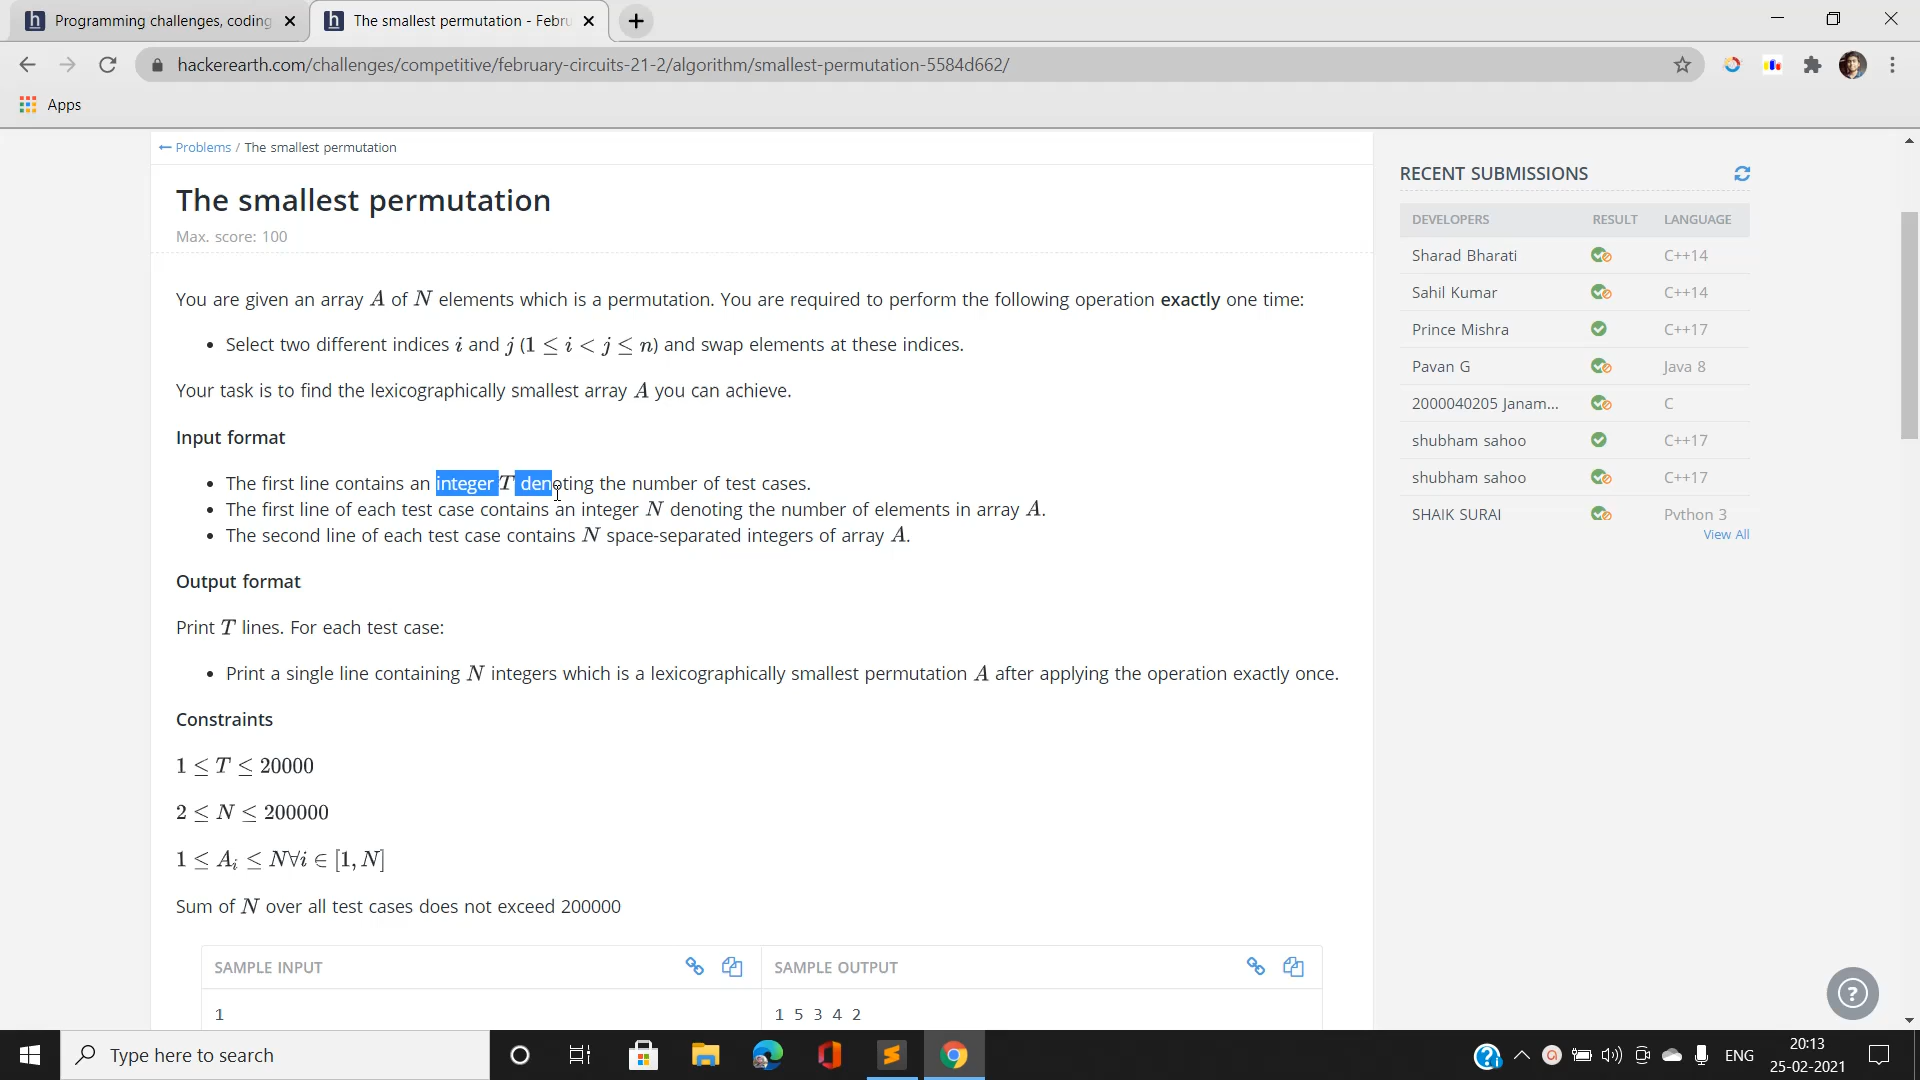 Programming challenges, coding
The smallest permutation - Febru
hackerearth.com/challenges/competitive/february-circuits-21-2/algorithm/smallest-permutation-5584d662/
Apps
← Problems / The smallest permutation
The smallest permutation
Max. score: 100
You are given an array A of N elements which is a permutation. You are required to perform the following operation exactly one time:
• Select two different indices i and j (1 ≤ i < j ≤ n) and swap elements at these indices.
Your task is to find the lexicographically smallest array A you can achieve.
Input format
• The first line contains an integer T denoting the number of test cases.
• The first line of each test case contains an integer N denoting the number of elements in array A.
• The second line of each test case contains N space-separated integers of array A.
Output format
Print T lines. For each test case:
• Print a single line containing N integers which is a lexicographically smallest permutation A after applying the operation exactly once.
Constraints
1 ≤ T ≤ 20000
2 ≤ N ≤ 200000
1 ≤ Aᵢ ≤ N∀i ∈ [1, N]
Sum of N over all test cases does not exceed 200000
SAMPLE INPUT
1
SAMPLE OUTPUT
1 5 3 4 2
RECENT SUBMISSIONS
DEVELOPERS RESULT LANGUAGE
Sharad Bharati C++14
Sahil Kumar C++14
Prince Mishra C++17
Pavan G Java 8
2000040205 Janam... C
shubham sahoo C++17
shubham sahoo C++17
SHAIK SURAI Python 3
View All
Type here to search
ENG
20:13
25-02-2021